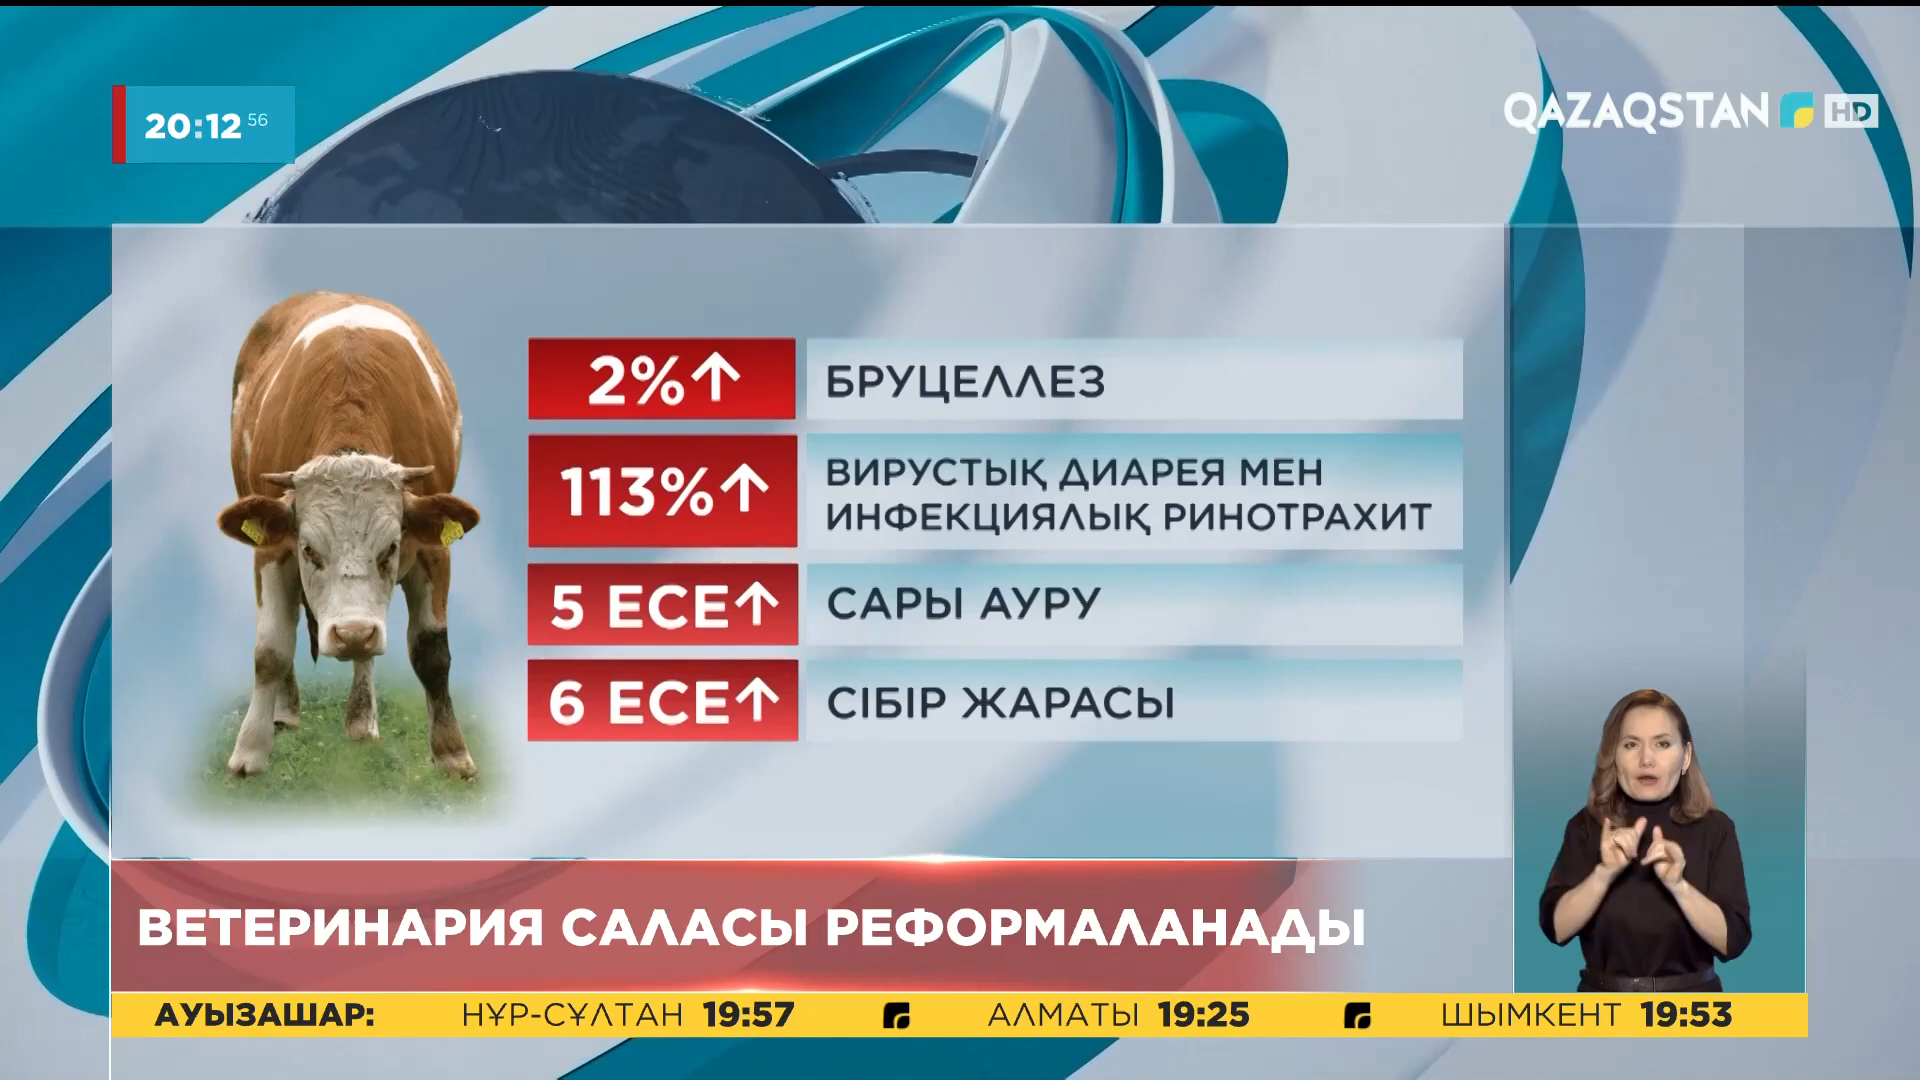 20:12 56
QAZAQSTAN HD
2%↑ БРУЦЕЛЛЕЗ
113%↑ ВИРУСТЫҚ ДИАРЕЯ МЕН
ИНФЕКЦИЯЛЫҚ РИНОТРАХИТ
5 ЕСЕ↑ САРЫ АУРУ
6 ЕСЕ↑ СІБІР ЖАРАСЫ
ВЕТЕРИНАРИЯ САЛАСЫ РЕФОРМАЛАНАДЫ
АУЫЗАШАР: НҰР-СҰЛТАН 19:57 АЛМАТЫ 19:25 ШЫМКЕНТ 19:53